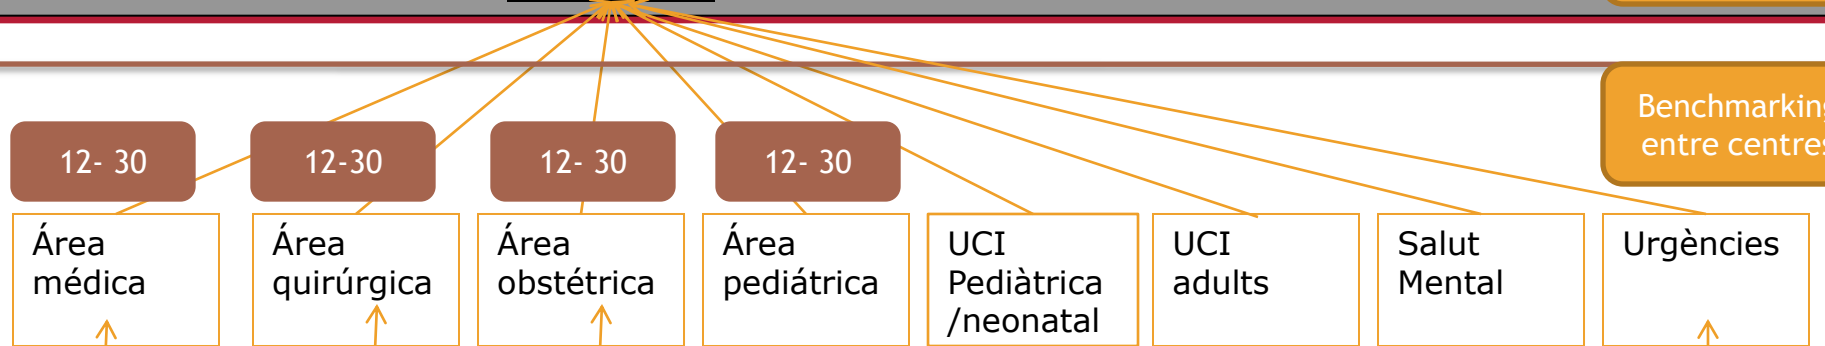 Benchmarking
entre centres
12- 30
12-30
12- 30
12- 30
Área
médica
Área
quirúrgica
Área
obstétrica
Área
pediátrica
UCI
Pediàtrica
/neonatal
UCI
adults
Salut
Mental
Urgències